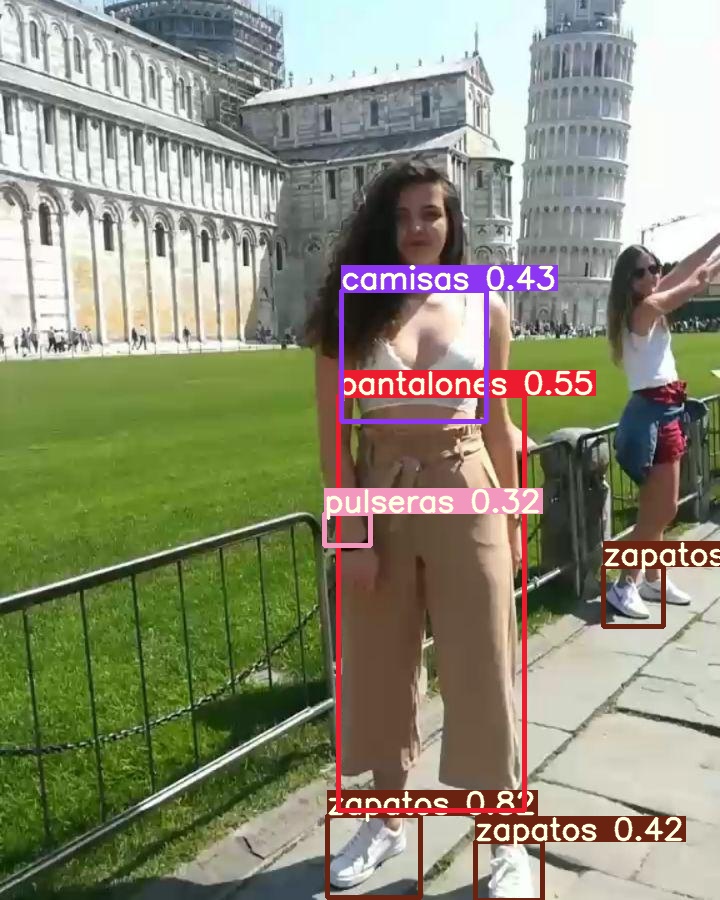 camisas 0.43
pantalones 0.55
pulseras 0.32
zapatos
zapatos 0.82
zapatos 0.42